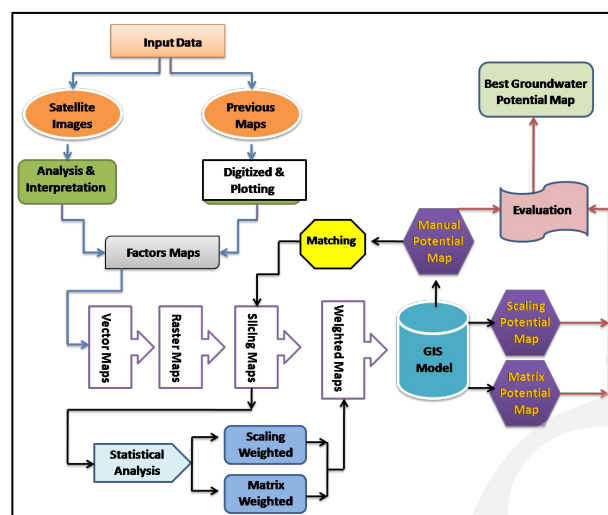 Input Data
Satellite
Images
Previous
Maps
Best Groundwater
Potential Map
Analysis &
Interpretation
Digitized &
Plotting
Evaluation
Manual
Potential
Map
Matching
Factors Maps
Vector Maps
Raster Maps
Slicing Maps
Weighted Maps
GIS
Model
Scaling
Potential
Map
Matrix
Potential
Map
Statistical
Analysis
Scaling
Weighted
Matrix
Weighted